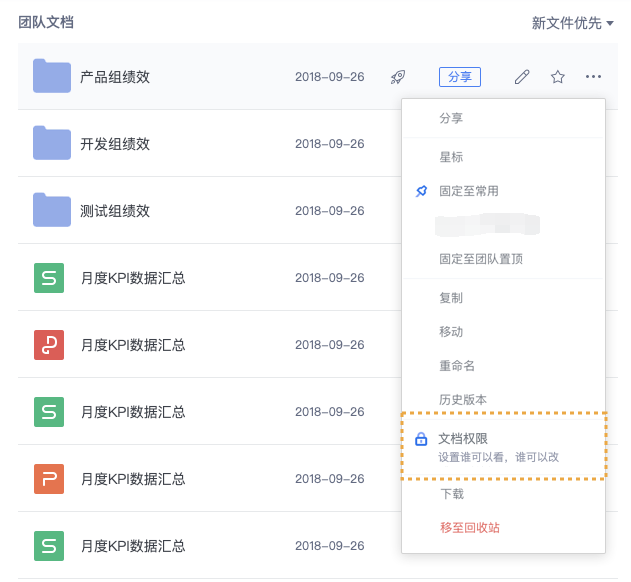 团队文档
新文件优先
产品组绩效 2018-09-26 分享
开发组绩效 2018-09-26
测试组绩效 2018-09-26
月度KPI数据汇总 2018-09-26
月度KPI数据汇总 2018-09-26
月度KPI数据汇总 2018-09-26
月度KPI数据汇总 2018-09-26
月度KPI数据汇总 2018-09-26
分享
星标
固定至常用
固定至团队置顶
复制
移动
重命名
历史版本
文档权限
设置谁可以看，谁可以改
下载
移至回收站